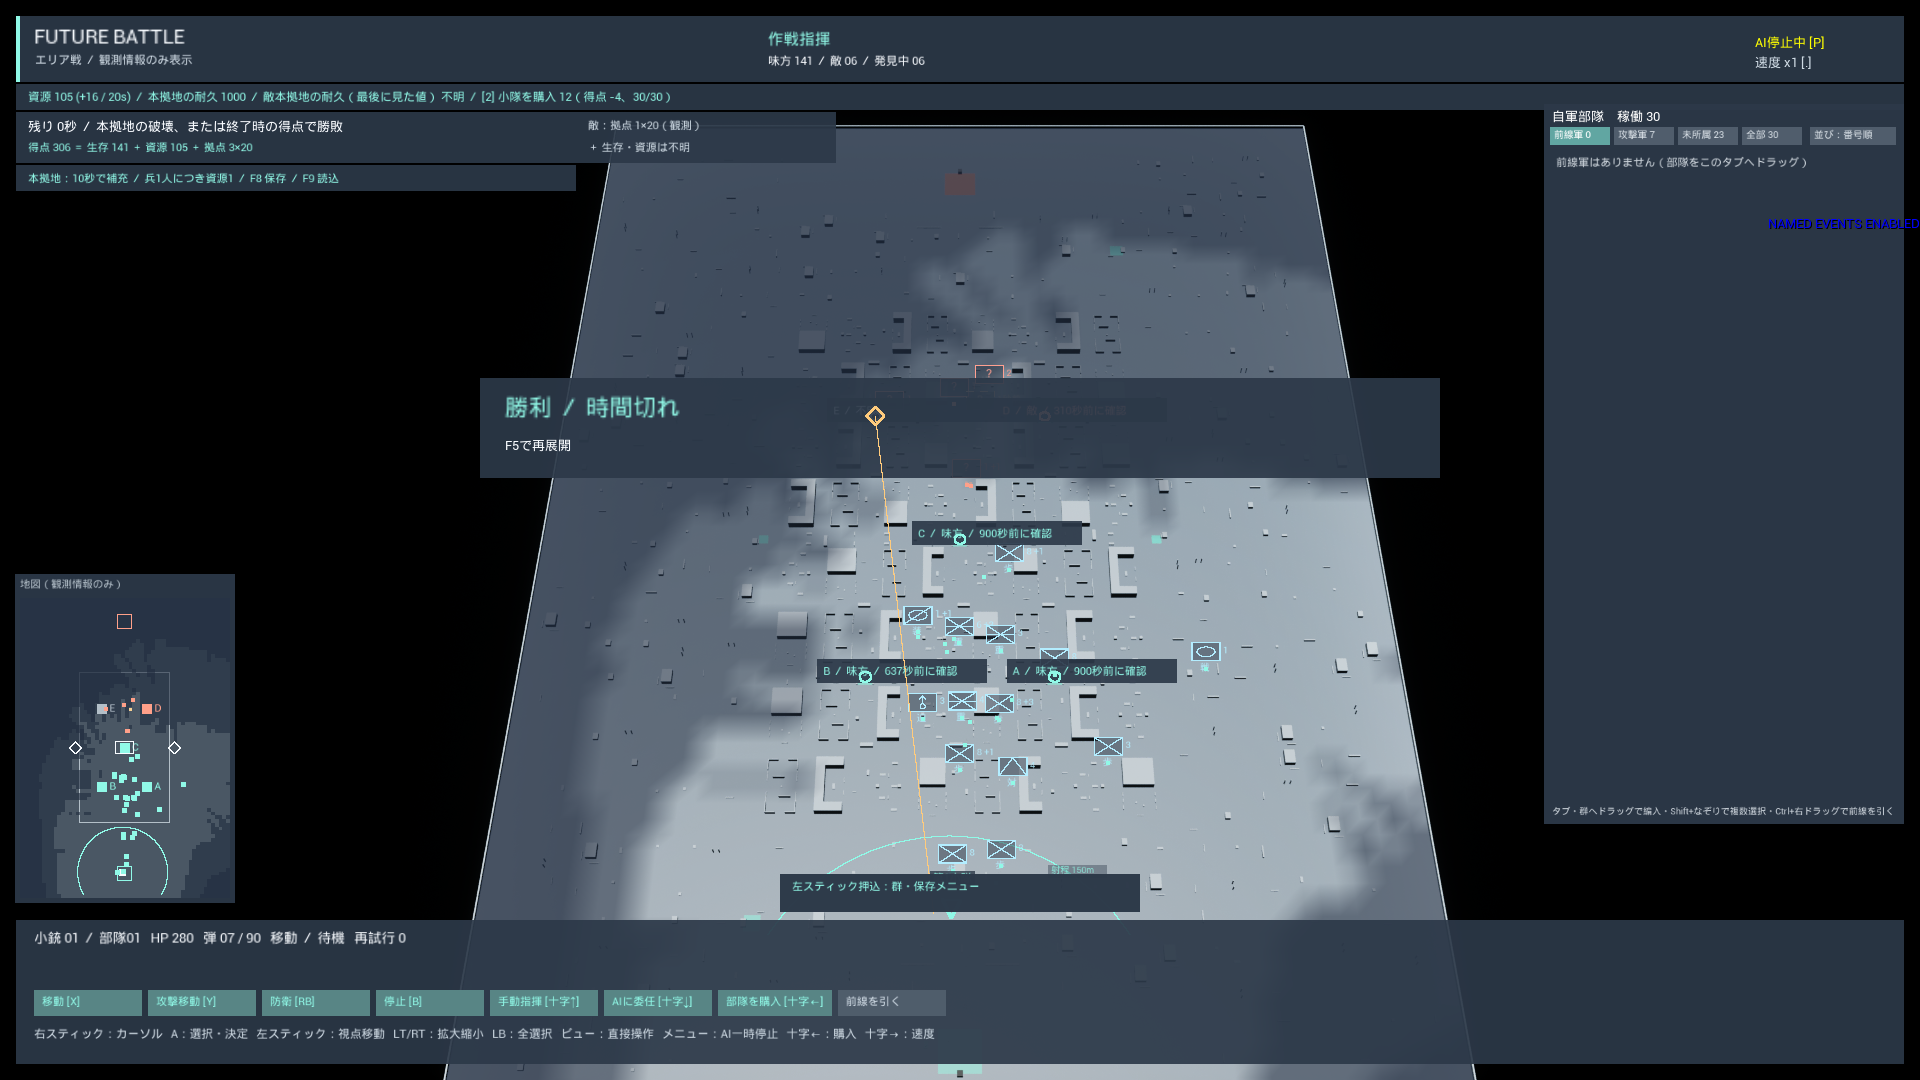 FUTURE BATTLE
エリア戦 / 観測情報のみ表示
作戦指揮
味方 141 / 敵 06 / 発見中 06
AI停止中 [P]
速度 x1 [.]
資源 105 (+16 / 20s) / 本拠地の耐久 1000 / 敵本拠地の耐久 ( 最後に見た値 ) 不明 / [2] 小隊を購入 12 ( 得点 -4、30/30 )
残り 0秒 / 本拠地の破壊、または終了時の得点で勝敗
得点 306 = 生存 141 + 資源 105 + 拠点 3×20
敵 : 拠点 1×20 ( 観測 )
+ 生存・資源は不明
本拠地 : 10秒で補充 / 兵1人につき資源1 / F8 保存 / F9 読込
自軍部隊 稼働 30
前線軍 0
攻撃軍 7
未所属 23
全部 30
並び : 番号順
前線軍はありません ( 部隊をこのタブへドラッグ )
NAMED EVENTS ENABLED
勝利 / 時間切れ
F5で再展開
C / 味方 / 900秒前に確認
B / 味方 / 637秒前に確認
A / 味方 / 900秒前に確認
地図 ( 観測情報のみ )
E
D
C
B
A
射程 150m
タブ・群へドラッグで編入・Shift+なぞりで複数選択・Ctrl+右ドラッグで前線を引く
左スティック押込 : 群・保存メニュー
小銃 01 / 部隊01 HP 280 弾 07 / 90 移動 / 待機 再試行 0
移動 [X]
攻撃移動 [Y]
防衛 [RB]
停止 [B]
手動指揮 [十字↑]
AIに委任 [十字↓]
部隊を購入 [十字←]
前線を引く
右スティック : カーソル A : 選択・決定 左スティック : 視点移動 LT/RT : 拡大縮小 LB : 全選択 ビュー : 直接操作 メニュー : AI一時停止 十字← : 購入 十字→ : 速度